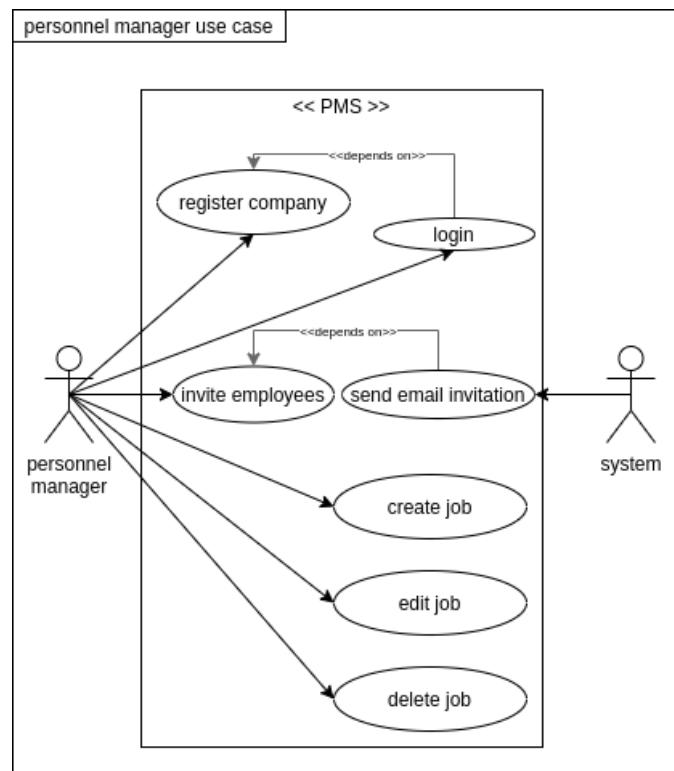 personnel manager use case
<< PMS >>
<<depends on>>
register company
login
<<depends on>>
invite employees
send email invitation
personnel
manager
system
create job
edit job
delete job